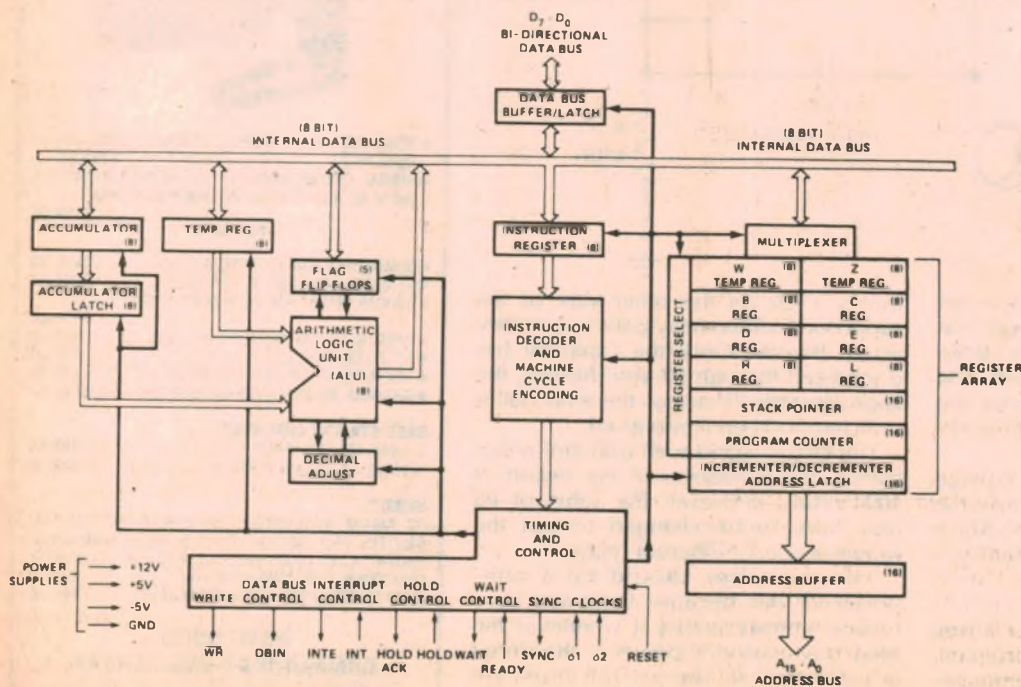 D7 - D0
BI-DIRECTIONAL
DATA BUS
DATA BUS
BUFFER/LATCH
(8 BIT)
INTERNAL DATA BUS
(8 BIT)
INTERNAL DATA BUS
ACCUMULATOR
(8)
TEMP REG.
(8)
INSTRUCTION
REGISTER (8)
MULTIPLEXER
ACCUMULATOR
LATCH (8)
FLAG (5)
FLIP FLOPS
ARITHMETIC
LOGIC
UNIT
(ALU)
(8)
DECIMAL
ADJUST
INSTRUCTION
DECODER
AND
MACHINE
CYCLE
ENCODING
REGISTER SELECT
W (8)
TEMP REG.
Z (8)
TEMP REG.
B (8)
REG.
C (8)
REG.
D (8)
REG.
E (8)
REG.
H (8)
REG.
L (8)
REG.
STACK POINTER (16)
PROGRAM COUNTER (16)
INCREMENTER/DECREMENTER
ADDRESS LATCH (16)
REGISTER
ARRAY
TIMING
AND
CONTROL
ADDRESS BUFFER (16)
A15 - A0
ADDRESS BUS
POWER
SUPPLIES
+12V
+5V
-5V
GND
DATA BUS INTERRUPT HOLD WAIT
WRITE CONTROL CONTROL CONTROL CONTROL SYNC CLOCKS
W̅R̅ DBIN INTE INT HOLD HOLD WAIT SYNC ø1 ø2 RESET
ACK READY